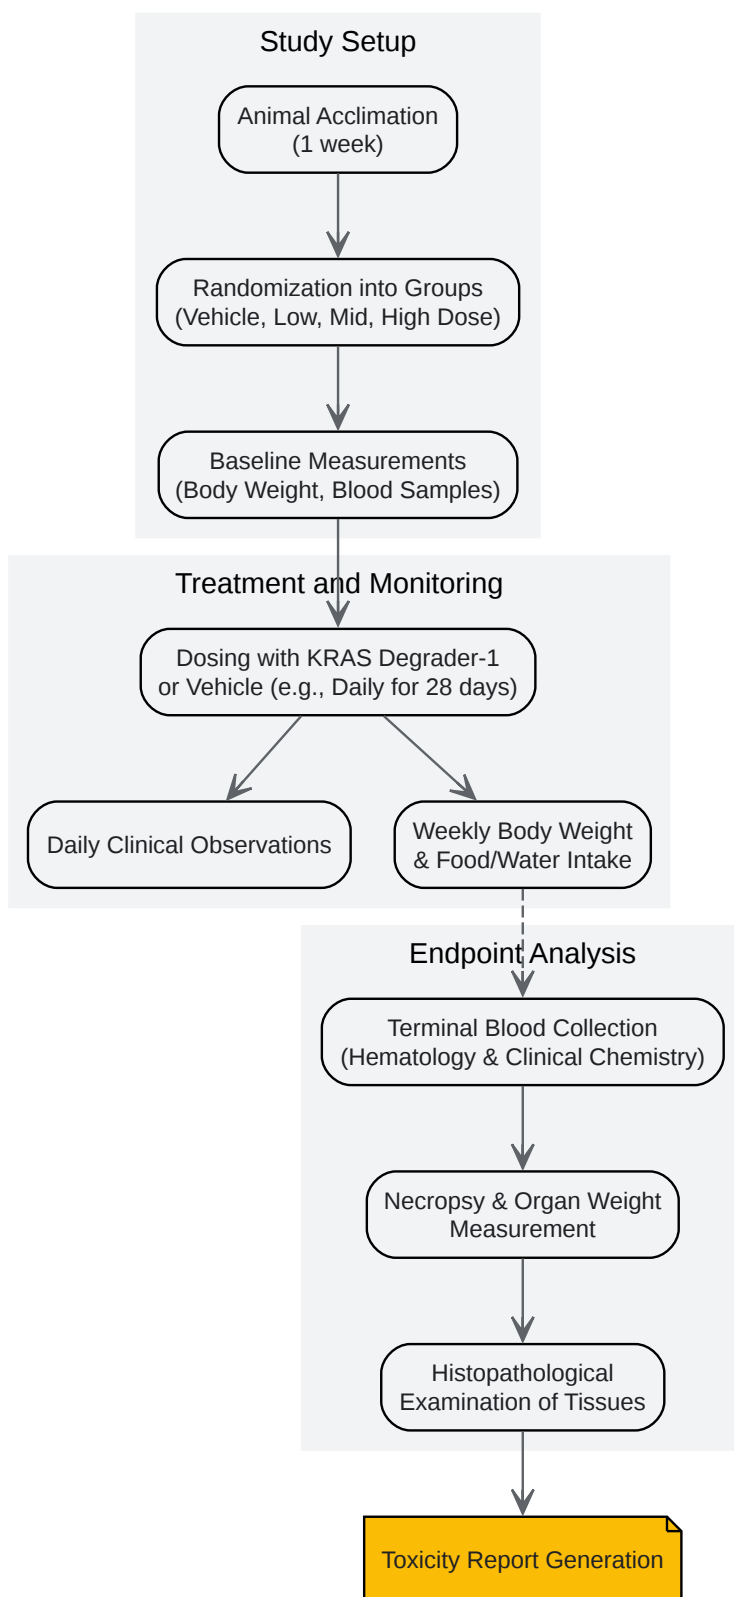 Study Setup
Animal Acclimation
(1 week)
Randomization into Groups
(Vehicle, Low, Mid, High Dose)
Baseline Measurements
(Body Weight, Blood Samples)
Treatment and Monitoring
Dosing with KRAS Degrader-1
or Vehicle (e.g., Daily for 28 days)
Daily Clinical Observations
Weekly Body Weight
& Food/Water Intake
Endpoint Analysis
Terminal Blood Collection
(Hematology & Clinical Chemistry)
Necropsy & Organ Weight
Measurement
Histopathological
Examination of Tissues
Toxicity Report Generation